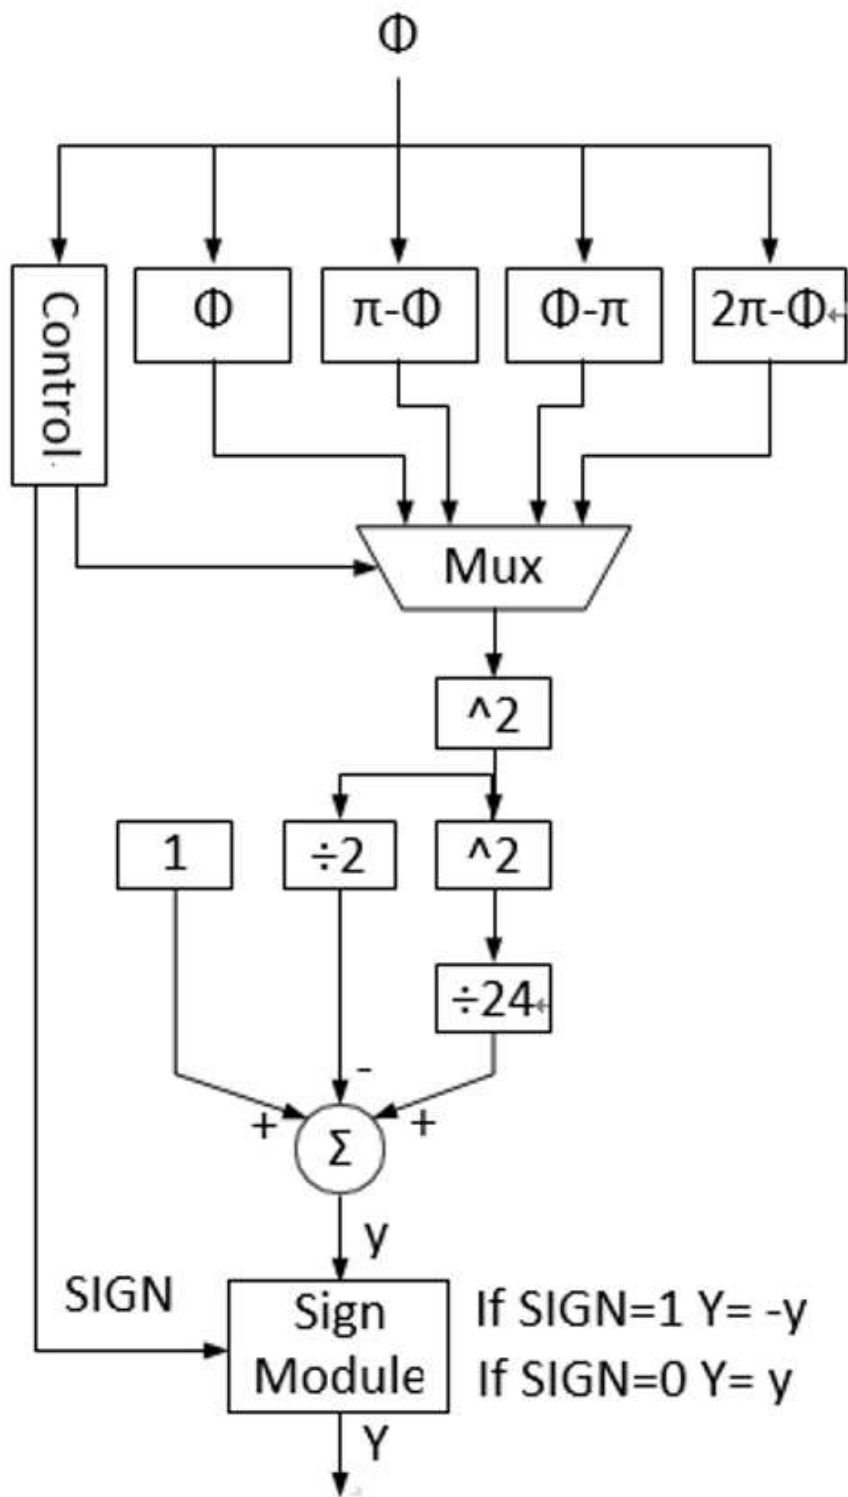 Φ
Control
Φ
π-Φ
Φ-π
2π-Φ
Mux
^2
1
÷2
^2
÷24
-
+
+
Σ
y
SIGN
Sign
Module
If SIGN=1 Y= -y
If SIGN=0 Y= y
Y